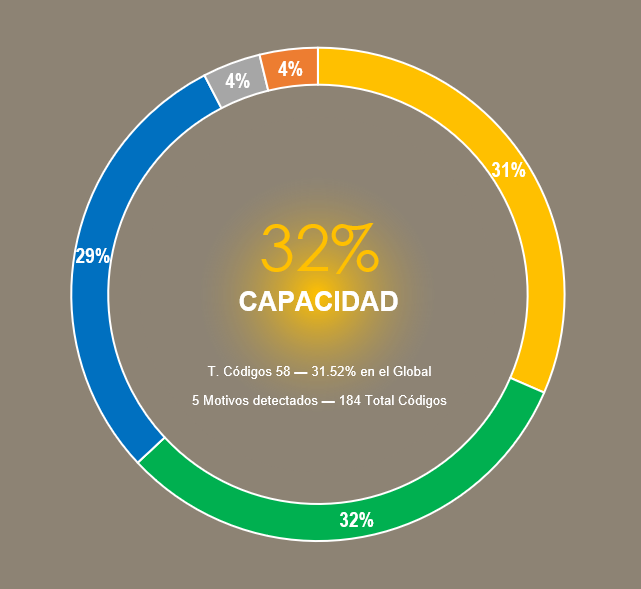 4%
4%
31%
29%
32%
CAPACIDAD
T. Códigos 58 — 31.52% en el Global
5 Motivos detectados — 184 Total Códigos
32%